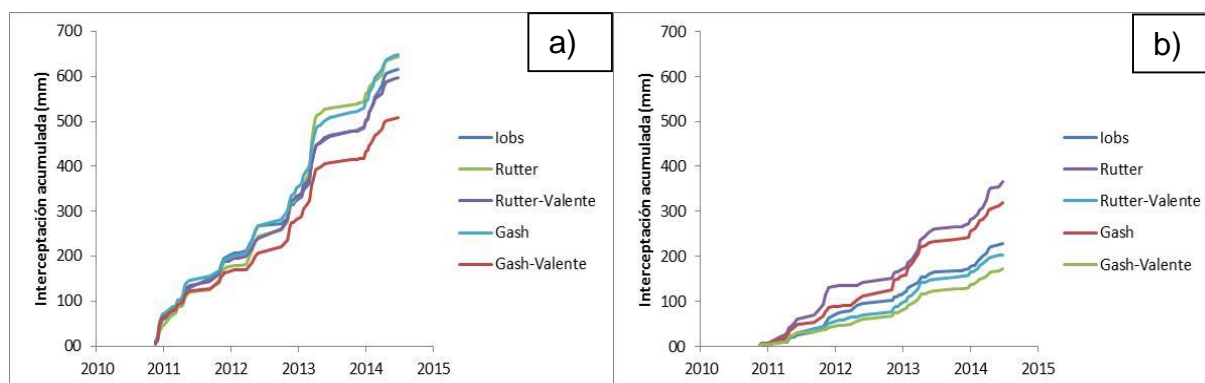 a)
Interceptación acumulada (mm)
700
600
500
400
300
200
100
00
2010 2011 2012 2013 2014 2015
Iobs
Rutter
Rutter-Valente
Gash
Gash-Valente
b)
Interceptación acumulada (mm)
700
600
500
400
300
200
100
00
2010 2011 2012 2013 2014 2015
Iobs
Rutter
Rutter-Valente
Gash
Gash-Valente